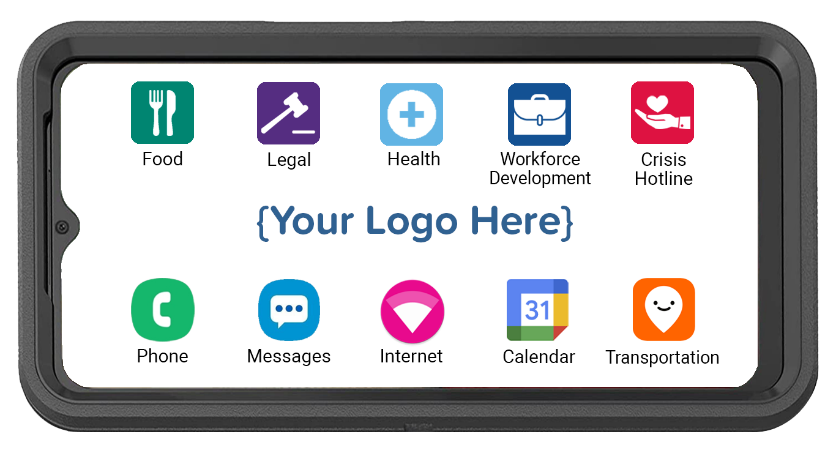 Food
Legal
Health
Workforce
Development
Crisis
Hotline
{Your Logo Here}
31
Phone
Messages
Internet
Calendar
Transportation